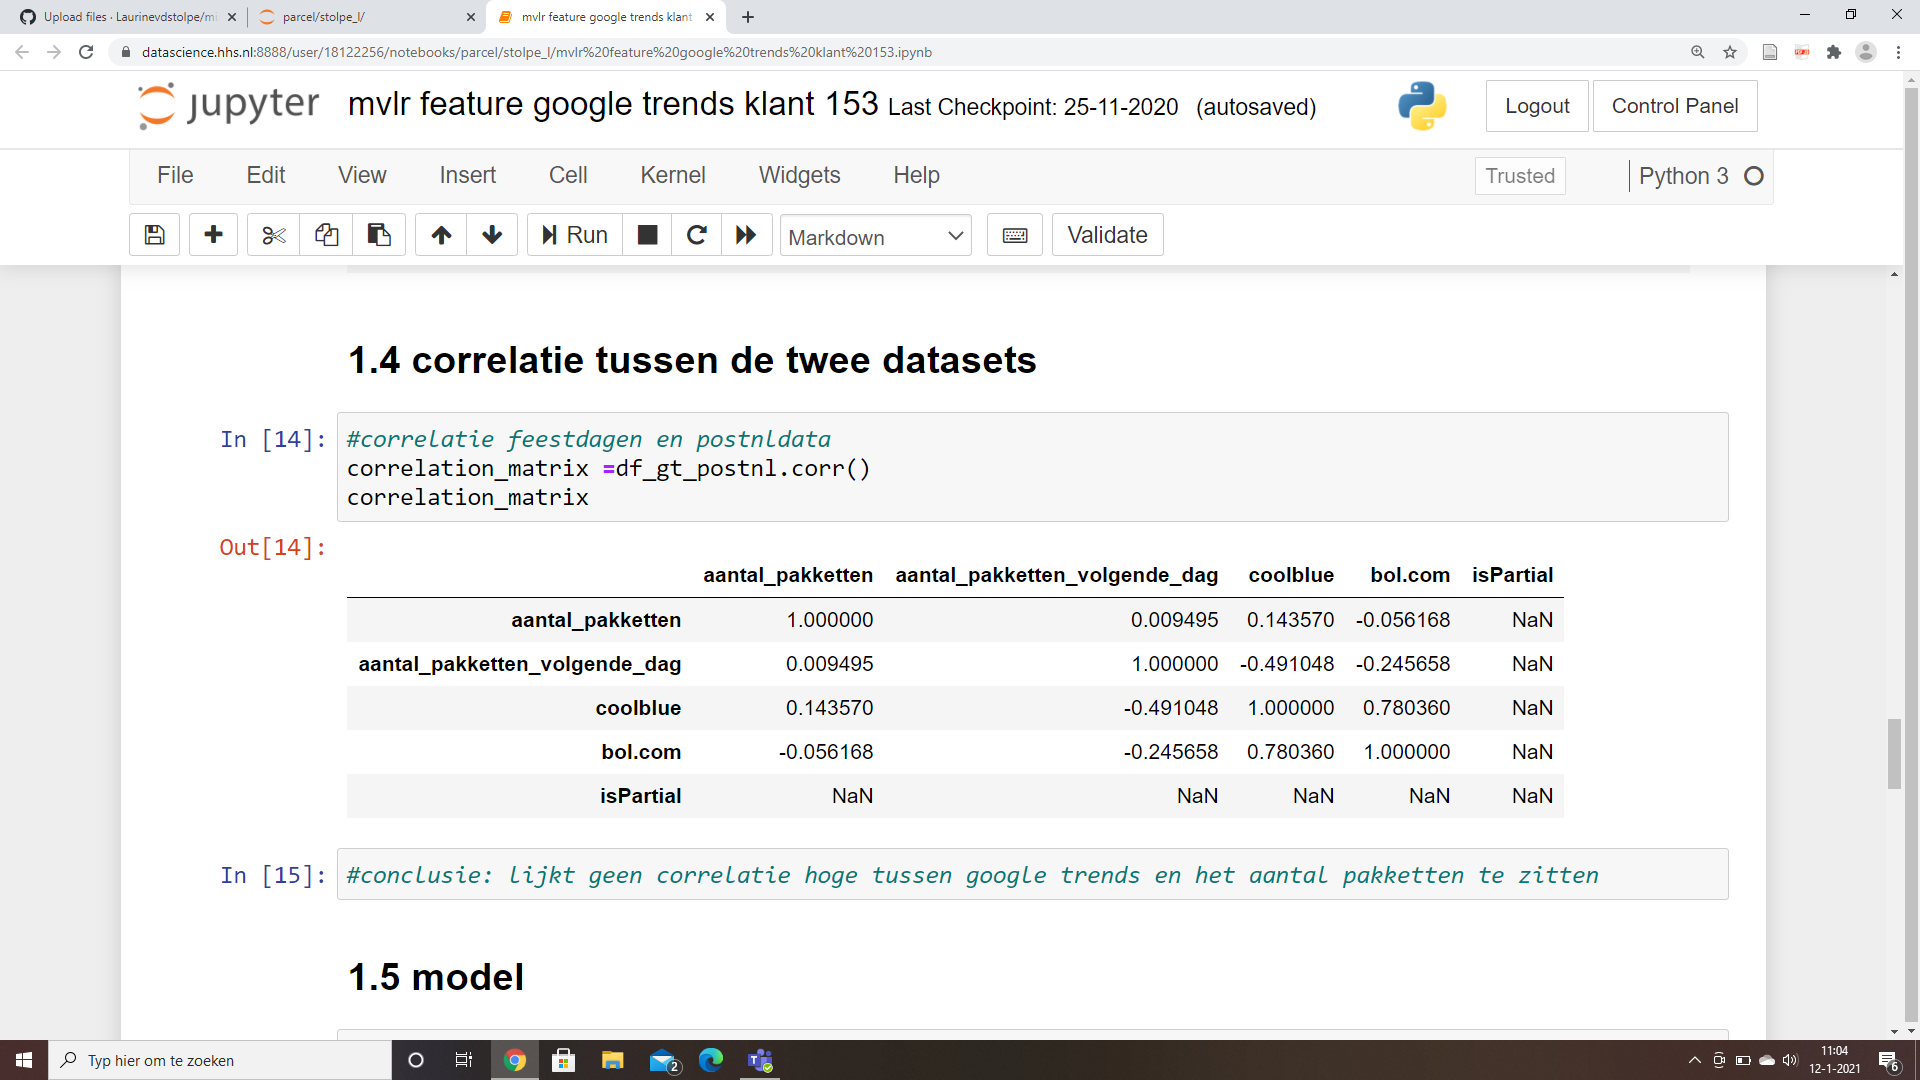 Upload files · Laurinevdstolpe/mi
parcel/stolpe_l/
mvlr feature google trends klant
datascience.hhs.nl:8888/user/18122256/notebooks/parcel/stolpe_l/mvlr%20feature%20google%20trends%20klant%20153.ipynb
jupyter mvlr feature google trends klant 153 Last Checkpoint: 25-11-2020 (autosaved) Logout Control Panel
File Edit View Insert Cell Kernel Widgets Help Trusted Python 3
Run Markdown Validate
1.4 correlatie tussen de twee datasets
In [14]: #correlatie feestdagen en postnldata
correlation_matrix =df_gt_postnl.corr()
correlation_matrix
Out[14]:
aantal_pakketten aantal_pakketten_volgende_dag coolblue bol.com isPartial
aantal_pakketten 1.000000 0.009495 0.143570 -0.056168 NaN
aantal_pakketten_volgende_dag 0.009495 1.000000 -0.491048 -0.245658 NaN
coolblue 0.143570 -0.491048 1.000000 0.780360 NaN
bol.com -0.056168 -0.245658 0.780360 1.000000 NaN
isPartial NaN NaN NaN NaN NaN
In [15]: #conclusie: lijkt geen correlatie hoge tussen google trends en het aantal pakketten te zitten
1.5 model
Typ hier om te zoeken
2
11:04
12-1-2021
6